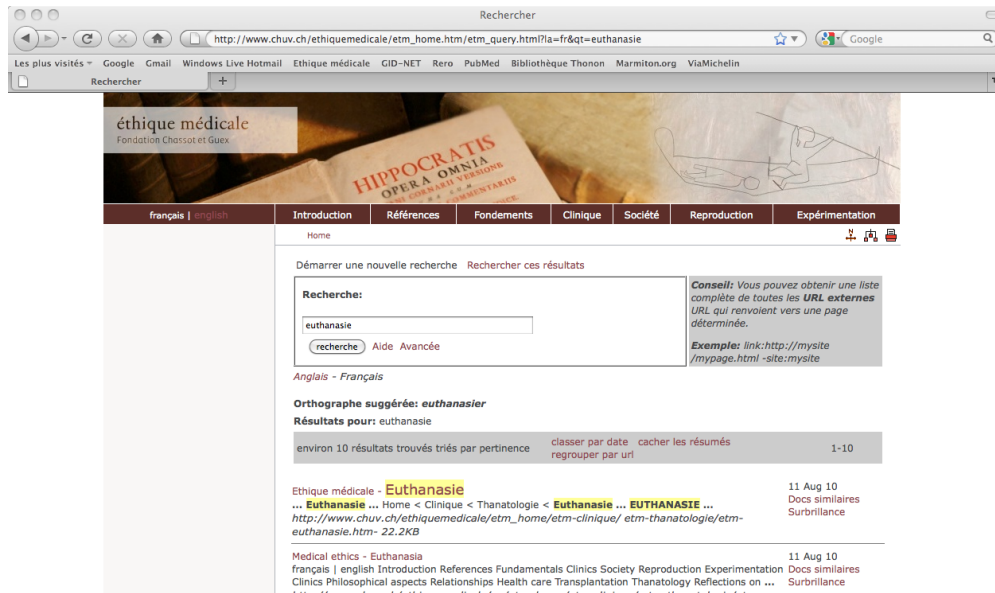 Rechercher
http://www.chuv.ch/ethiquemedicale/etm_home.htm/etm_query.html?la=fr&qt=euthanasie
Google
Les plus visités Google Gmail Windows Live Hotmail Ethique médicale GID-NET Rero PubMed Bibliothèque Thonon Marmiton.org ViaMichelin
Rechercher +
éthique médicale
Fondation Chassot et Guex
HIPPOCRATIS
OPERA OMNIA
français | english Introduction Références Fondements Clinique Société Reproduction Expérimentation
Home
Démarrer une nouvelle recherche Rechercher ces résultats
Recherche:
euthanasie
recherche Aide Avancée
Conseil: Vous pouvez obtenir une liste
complète de toutes les URL externes
URL qui renvoient vers une page
déterminée.
Exemple: link:http://mysite
/mypage.html -site:mysite
Anglais - Français
Orthographe suggérée: euthanasier
Résultats pour: euthanasie
environ 10 résultats trouvés triés par pertinence
classer par date cacher les résumés
regrouper par url
1-10
Ethique médicale - Euthanasie
... Euthanasie ... Home < Clinique < Thanatologie < Euthanasie ... EUTHANASIE ...
http://www.chuv.ch/ethiquemedicale/etm_home/etm-clinique/ etm-thanatologie/etm-
euthanasie.htm- 22.2KB
11 Aug 10
Docs similaires
Surbrillance
Medical ethics - Euthanasia
français | english Introduction References Fundamentals Clinics Society Reproduction Experimentation
Clinics Philosophical aspects Relationships Health care Transplantation Thanatology Reflections on ...
11 Aug 10
Docs similaires
Surbrillance